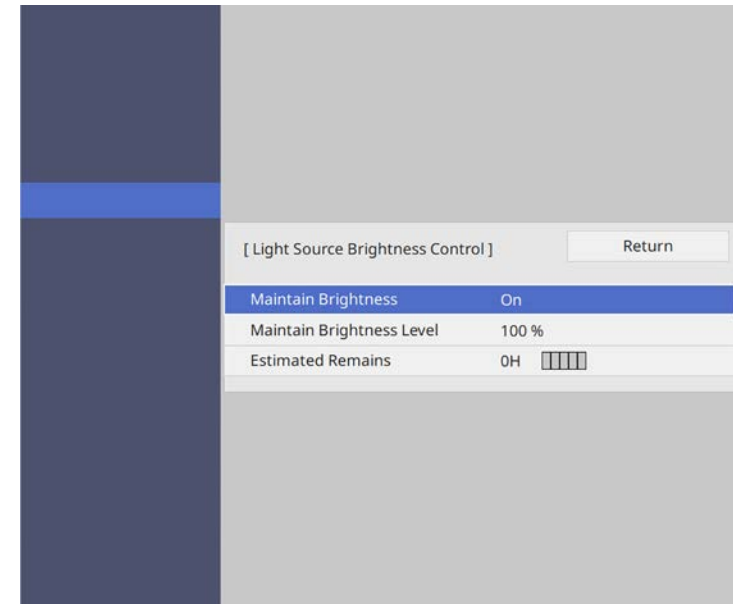 [ Light Source Brightness Control ] Return
Maintain Brightness On
Maintain Brightness Level 100 %
Estimated Remains 0H